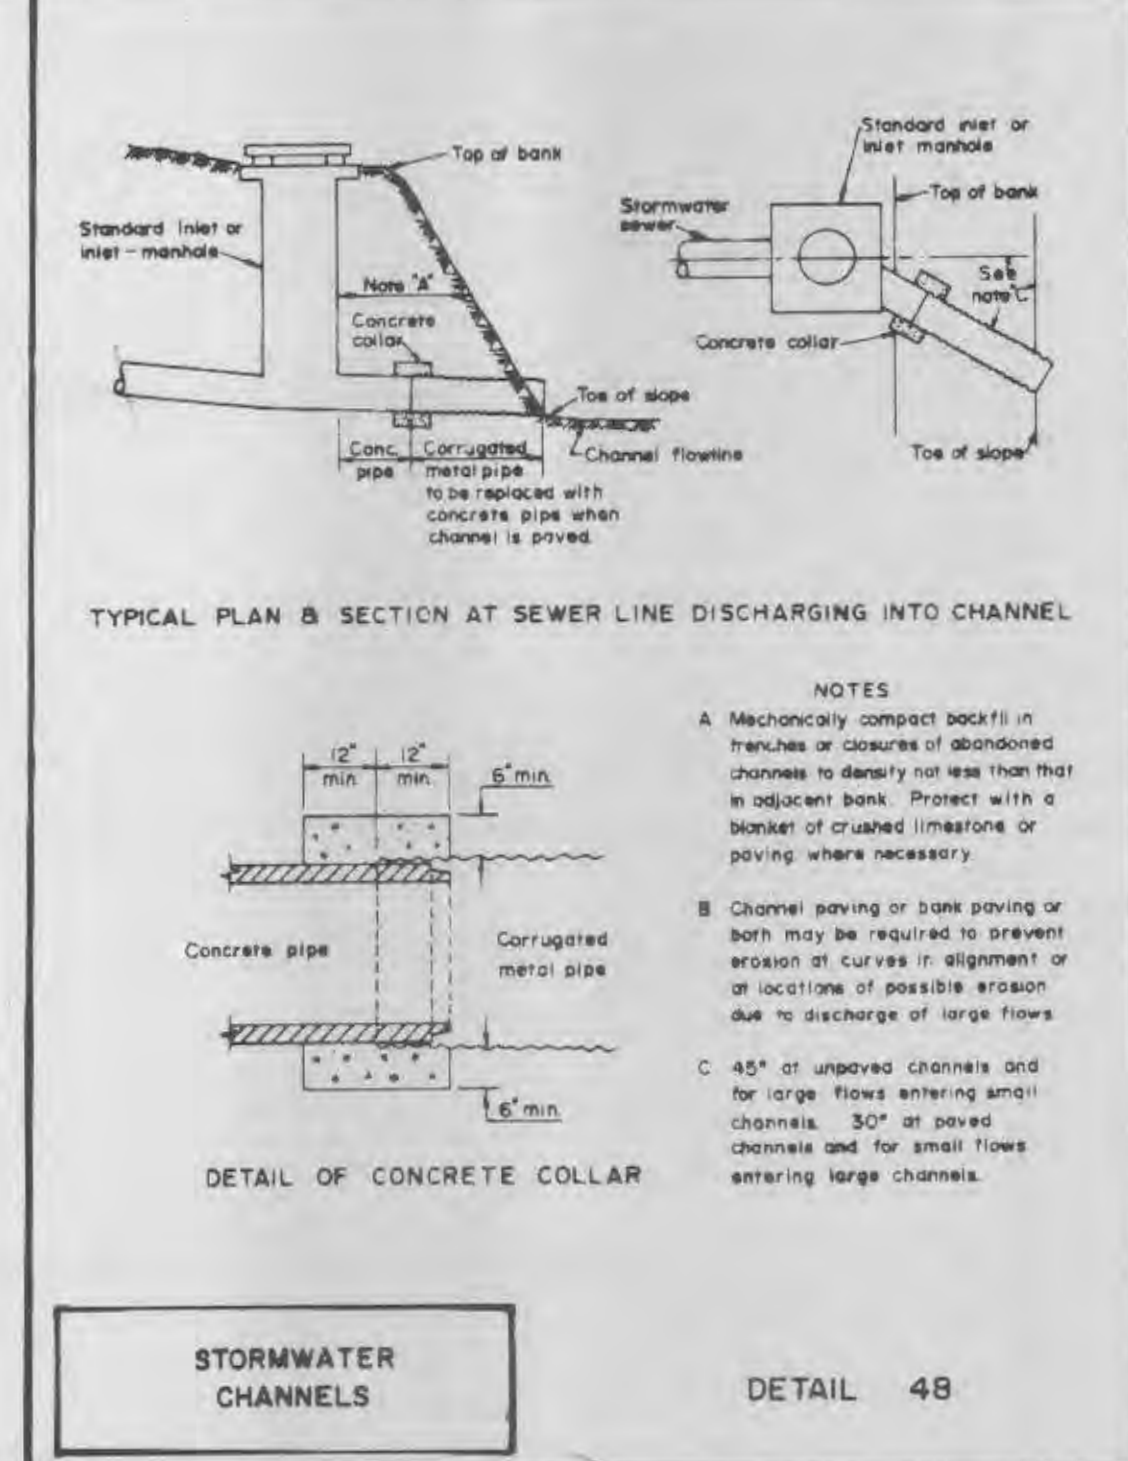 Top of bank
Standard Inlet or
inlet - manhole
Note "A"
Concrete
collar
Toe of slope
Channel flowline
Conc.
pipe
Corrugated
metal pipe
to be replaced with
concrete pipe when
channel is paved.
Standard inlet or
inlet manhole
Top of bank
Stormwater
sewer
See
note "C"
Concrete collar
Toe of slope
TYPICAL PLAN & SECTION AT SEWER LINE DISCHARGING INTO CHANNEL
12" 12"
min. min.
6" min.
Concrete pipe
Corrugated
metal pipe
6" min.
DETAIL OF CONCRETE COLLAR
NOTES
A Mechanically compact backfill in
trenches or closures of abandoned
channels to density not less than that
in adjacent bank. Protect with a
blanket of crushed limestone or
paving where necessary.
B Channel paving or bank paving or
both may be required to prevent
erosion at curves in alignment or
at locations of possible erosion
due to discharge of large flows.
C 45° at unpaved channels and
for large flows entering small
channels. 30° at paved
channels and for small flows
entering large channels.
STORMWATER
CHANNELS
DETAIL 48